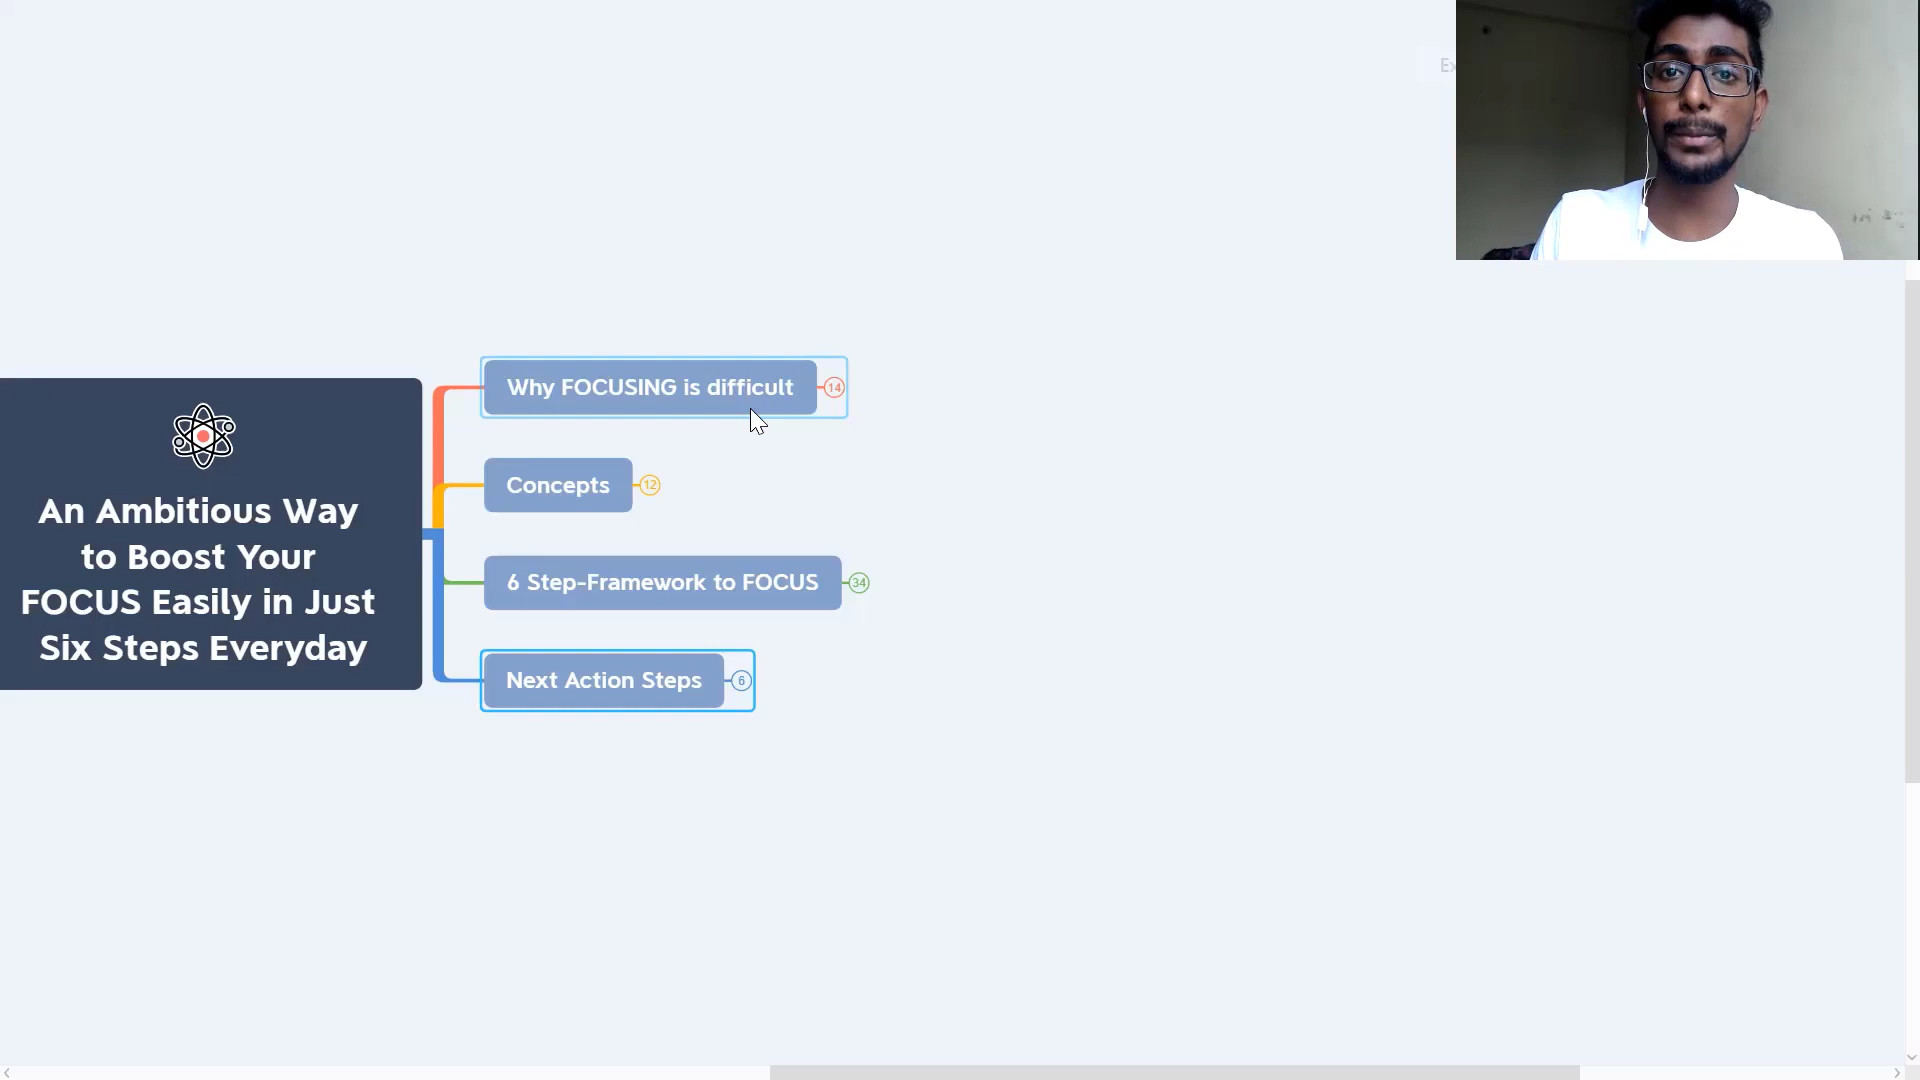 Ex
Why FOCUSING is difficult
14
Concepts
12
An Ambitious Way
to Boost Your
FOCUS Easily in Just
Six Steps Everyday
6 Step-Framework to FOCUS
34
Next Action Steps
6